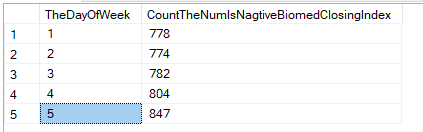 TheDayOfWeek CountTheNumIsNagtiveBiomedClosingIndex
1 1 778
2 2 774
3 3 782
4 4 804
5 5 847